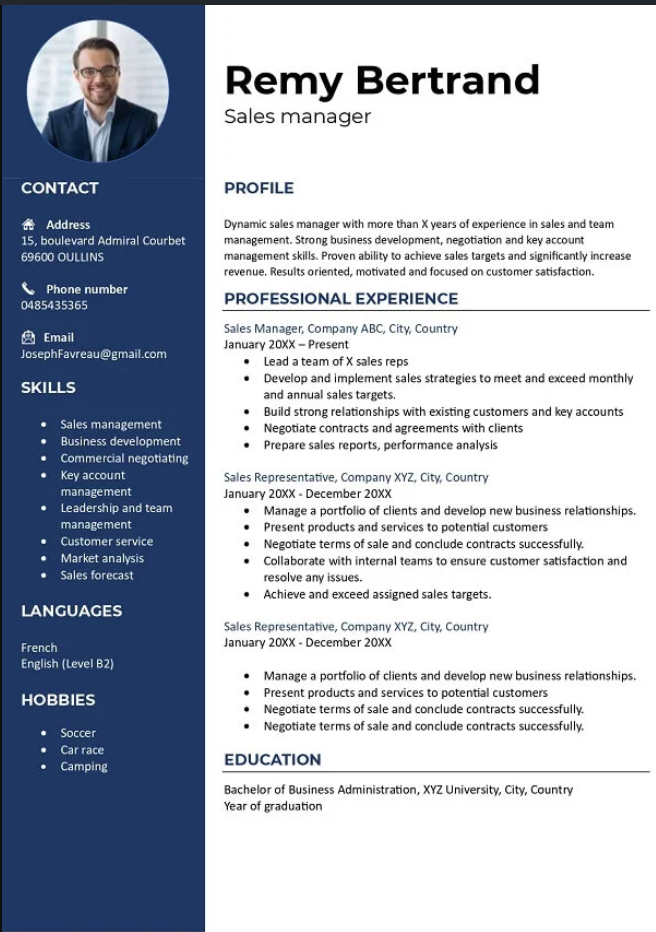 Remy Bertrand
Sales manager
CONTACT
Address
15, boulevard Admiral Courbet
69600 OULLINS
Phone number
0485435365
Email
JosephFavreau@gmail.com
SKILLS
• Sales management
• Business development
• Commercial negotiating
• Key account
management
• Leadership and team
management
• Customer service
• Market analysis
• Sales forecast
LANGUAGES
French
English (Level B2)
HOBBIES
• Soccer
• Car race
• Camping
PROFILE
Dynamic sales manager with more than X years of experience in sales and team
management. Strong business development, negotiation and key account
management skills. Proven ability to achieve sales targets and significantly increase
revenue. Results oriented, motivated and focused on customer satisfaction.
PROFESSIONAL EXPERIENCE
Sales Manager, Company ABC, City, Country
January 20XX – Present
• Lead a team of X sales reps
• Develop and implement sales strategies to meet and exceed monthly
and annual sales targets.
• Build strong relationships with existing customers and key accounts
• Negotiate contracts and agreements with clients
• Prepare sales reports, performance analysis
Sales Representative, Company XYZ, City, Country
January 20XX - December 20XX
• Manage a portfolio of clients and develop new business relationships.
• Present products and services to potential customers
• Negotiate terms of sale and conclude contracts successfully.
• Collaborate with internal teams to ensure customer satisfaction and
resolve any issues.
• Achieve and exceed assigned sales targets.
Sales Representative, Company XYZ, City, Country
January 20XX - December 20XX
• Manage a portfolio of clients and develop new business relationships.
• Present products and services to potential customers
• Negotiate terms of sale and conclude contracts successfully.
• Negotiate terms of sale and conclude contracts successfully.
EDUCATION
Bachelor of Business Administration, XYZ University, City, Country
Year of graduation